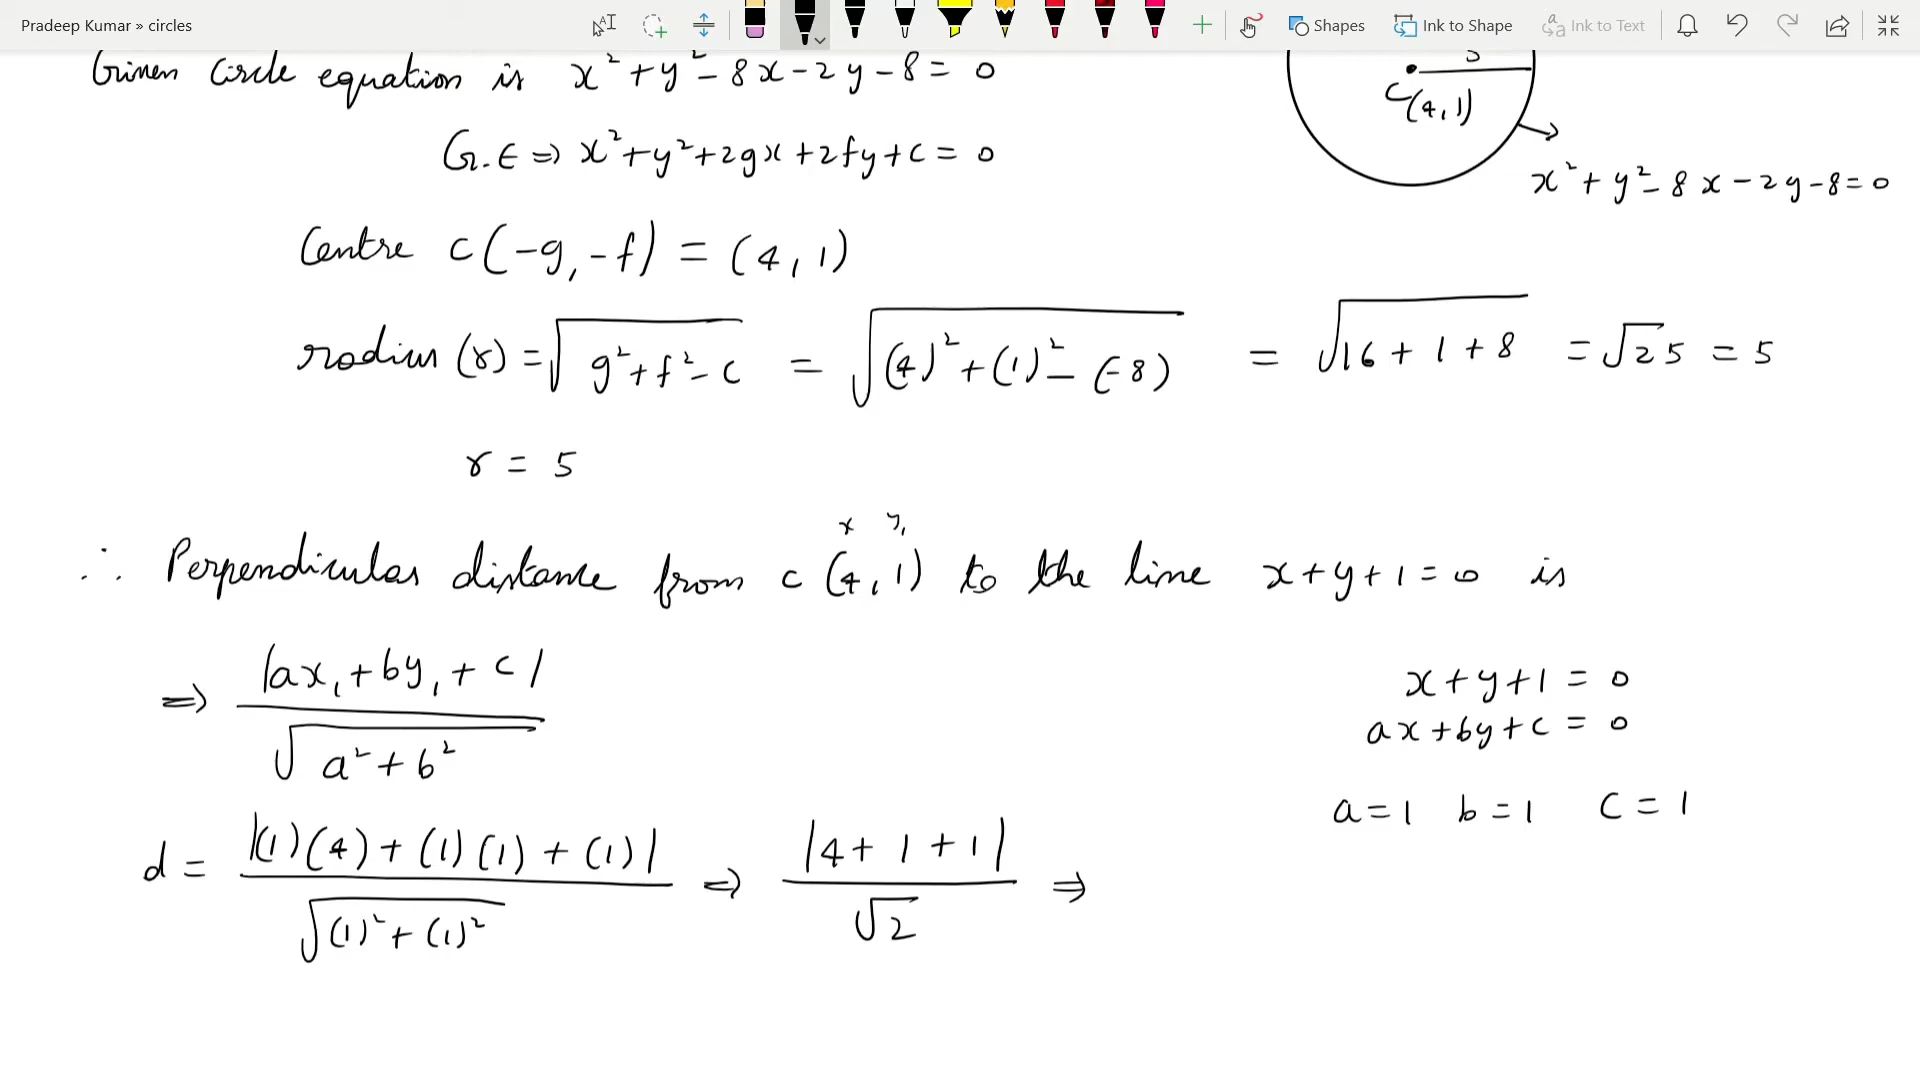 Pradeep Kumar » circles
Shapes
Ink to Shape
Ink to Text
Given Circle equation is x²+y²-8x-2y-8=0
5
C(4,1)
x²+y²-8x-2y-8=0
G.E ⇒ x²+y²+2gx+2fy+c=0
Centre c(-g,-f) = (4,1)
radius (r) = √(g²+f²-c) = √((4)²+(1)²-(-8)) = √(16+1+8) = √25 = 5
r = 5
x y₁
∴ Perpendicular distance from c(4,1) to the line x+y+1=0 is
⇒ |ax₁+by₁+c| / √(a²+b²)
x+y+1=0
ax+by+c=0
a=1 b=1 c=1
d = |(1)(4)+(1)(1)+(1)| / √((1)²+(1)²) ⇒ |4+1+1| / √2 ⇒